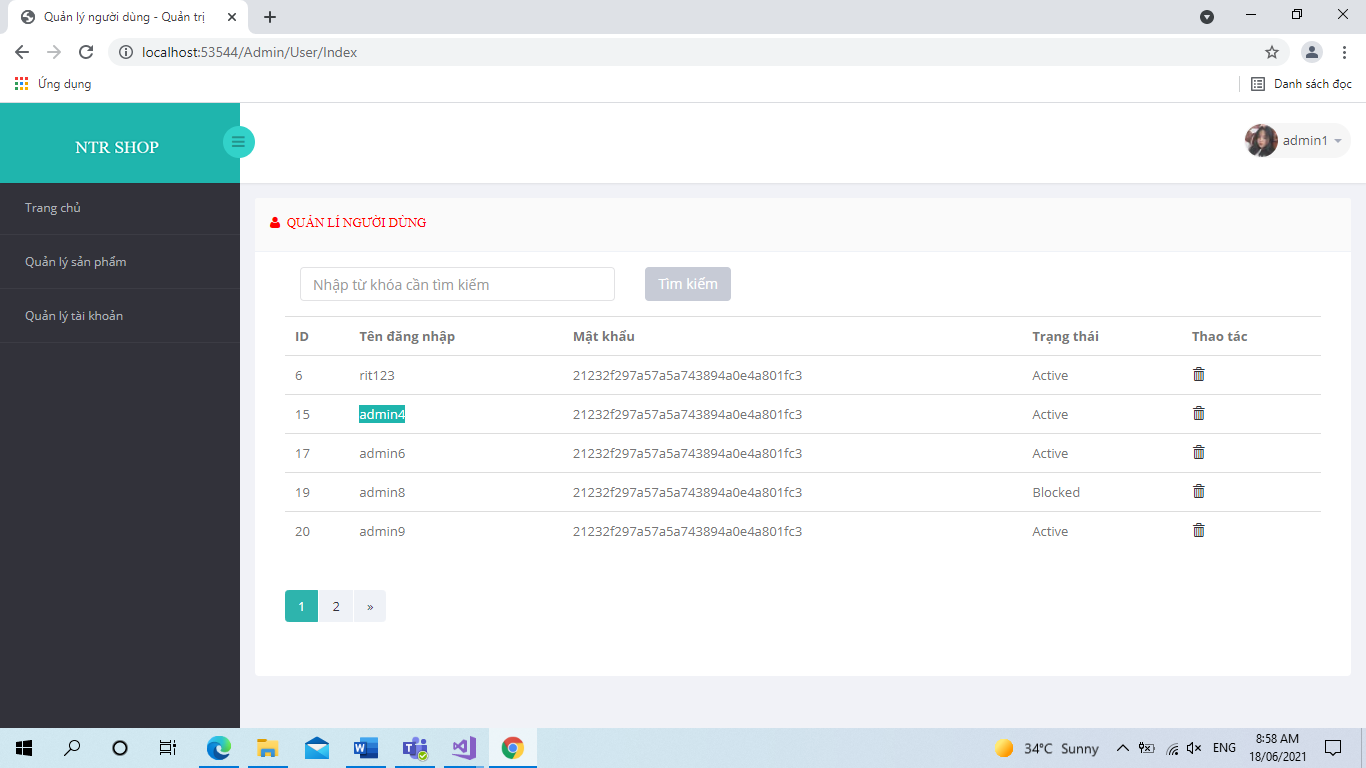 Quản lý người dùng - Quản trị
localhost:53544/Admin/User/Index
Ứng dụng
Danh sách đọc
NTR SHOP
admin1
Trang chủ
Quản lý sản phẩm
Quản lý tài khoản
QUẢN LÍ NGƯỜI DÙNG
Nhập từ khóa cần tìm kiếm Tìm kiếm
ID Tên đăng nhập Mật khẩu Trạng thái Thao tác
6 rit123 21232f297a57a5a743894a0e4a801fc3 Active
15 admin4 21232f297a57a5a743894a0e4a801fc3 Active
17 admin6 21232f297a57a5a743894a0e4a801fc3 Active
19 admin8 21232f297a57a5a743894a0e4a801fc3 Blocked
20 admin9 21232f297a57a5a743894a0e4a801fc3 Active
1 2 »
34°C Sunny
ENG
8:58 AM
18/06/2021